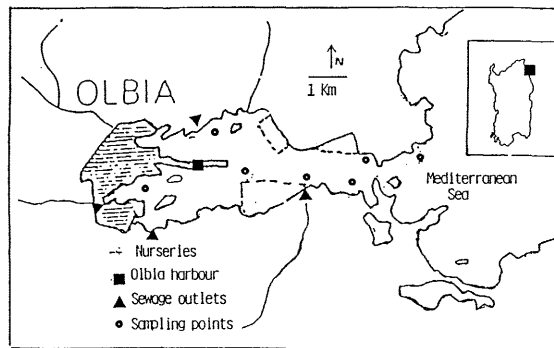 OLBIA
N
1 Km
Mediterranean
Sea
Nurseries
Olbia harbour
Sewage outlets
Sampling points